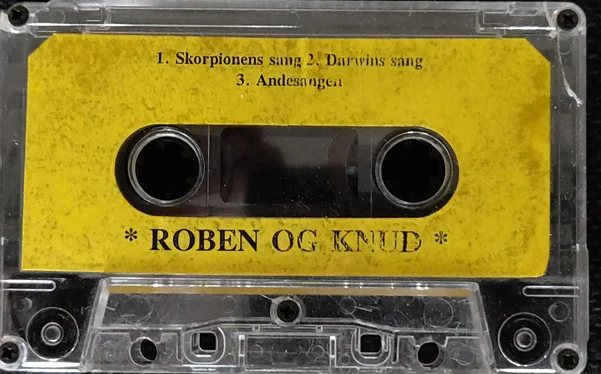 1. Skorpionens sang 2. Darwins sang
3. Andesangen
* ROBEN OG KNUD *